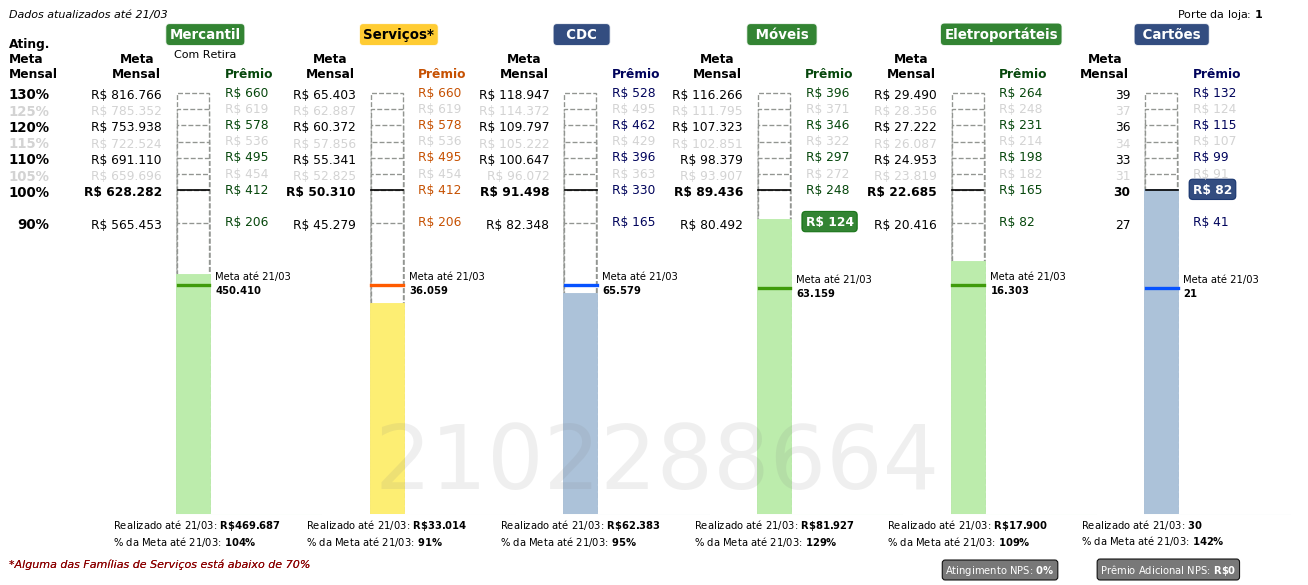 Dados atualizados até 21/03
Porte da loja: 1
Mercantil Serviços* CDC Móveis Eletroportáteis Cartões
Com Retira
Ating. Meta Mensal
Meta Mensal Prêmio Meta Mensal Prêmio Meta Mensal Prêmio Meta Mensal Prêmio Meta Mensal Prêmio Meta Mensal Prêmio
130% R$ 816.766 R$ 660 R$ 65.403 R$ 660 R$ 118.947 R$ 528 R$ 116.266 R$ 396 R$ 29.490 R$ 264 39 R$ 132
125% R$ 785.352 R$ 619 R$ 62.887 R$ 619 R$ 114.372 R$ 495 R$ 111.795 R$ 371 R$ 28.356 R$ 248 37 R$ 124
120% R$ 753.938 R$ 578 R$ 60.372 R$ 578 R$ 109.797 R$ 462 R$ 107.323 R$ 346 R$ 27.222 R$ 231 36 R$ 115
115% R$ 722.524 R$ 536 R$ 57.856 R$ 536 R$ 105.222 R$ 429 R$ 102.851 R$ 322 R$ 26.087 R$ 214 34 R$ 107
110% R$ 691.110 R$ 495 R$ 55.341 R$ 495 R$ 100.647 R$ 396 R$ 98.379 R$ 297 R$ 24.953 R$ 198 33 R$ 99
105% R$ 659.696 R$ 454 R$ 52.825 R$ 454 R$ 96.072 R$ 363 R$ 93.907 R$ 272 R$ 23.819 R$ 182 31 R$ 91
100% R$ 628.282 R$ 412 R$ 50.310 R$ 412 R$ 91.498 R$ 330 R$ 89.436 R$ 248 R$ 22.685 R$ 165 30 R$ 82
90% R$ 565.453 R$ 206 R$ 45.279 R$ 206 R$ 82.348 R$ 165 R$ 80.492 R$ 124 R$ 20.416 R$ 82 27 R$ 41
Meta até 21/03 Meta até 21/03 Meta até 21/03 Meta até 21/03 Meta até 21/03 Meta até 21/03
450.410 36.059 65.579 63.159 16.303 21
2102288664
Realizado até 21/03: R$469.687 Realizado até 21/03: R$33.014 Realizado até 21/03: R$62.383 Realizado até 21/03: R$81.927 Realizado até 21/03: R$17.900 Realizado até 21/03: 30
% da Meta até 21/03: 104% % da Meta até 21/03: 91% % da Meta até 21/03: 95% % da Meta até 21/03: 129% % da Meta até 21/03: 109% % da Meta até 21/03: 142%
*Alguma das Famílias de Serviços está abaixo de 70%
Atingimento NPS: 0% Prêmio Adicional NPS: R$0